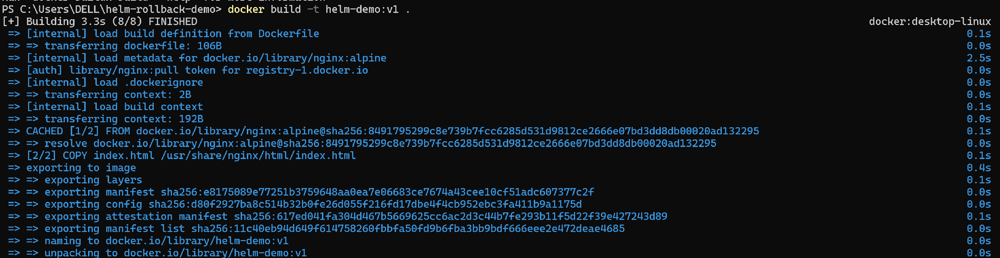 PS C:\Users\DELL\helm-rollback-demo> docker build -t helm-demo:v1 .
[+] Building 3.3s (8/8) FINISHED docker:desktop-linux
=> [internal] load build definition from Dockerfile 0.1s
=> => transferring dockerfile: 106B 0.0s
=> [internal] load metadata for docker.io/library/nginx:alpine 2.5s
=> [auth] library/nginx:pull token for registry-1.docker.io 0.0s
=> [internal] load .dockerignore 0.0s
=> => transferring context: 2B 0.0s
=> [internal] load build context 0.1s
=> => transferring context: 192B 0.0s
=> CACHED [1/2] FROM docker.io/library/nginx:alpine@sha256:8491795299c8e739b7fcc6285d531d9812ce2666e07bd3dd8db00020ad132295 0.1s
=> => resolve docker.io/library/nginx:alpine@sha256:8491795299c8e739b7fcc6285d531d9812ce2666e07bd3dd8db00020ad132295 0.0s
=> [2/2] COPY index.html /usr/share/nginx/html/index.html 0.1s
=> exporting to image 0.4s
=> => exporting layers 0.1s
=> => exporting manifest sha256:e8175089e77251b3759648aa0ea7e06683ce7674a43cee10cf51adc607377c2f 0.0s
=> => exporting config sha256:d80f2927ba8c514b32b0fe26d055f216fd17dbe4f4cb952ebc3fa411b9a1175d 0.0s
=> => exporting attestation manifest sha256:617ed041fa304d467b5669625cc6ac2d3c44b7fe293b11f5d22f39e427243d89 0.1s
=> => exporting manifest list sha256:11c40eb94d649f614758260fbbfa50fd9b6fba3bb9bdf666eee2e472deae4685 0.0s
=> => naming to docker.io/library/helm-demo:v1 0.0s
=> => unpacking to docker.io/library/helm-demo:v1 0.0s